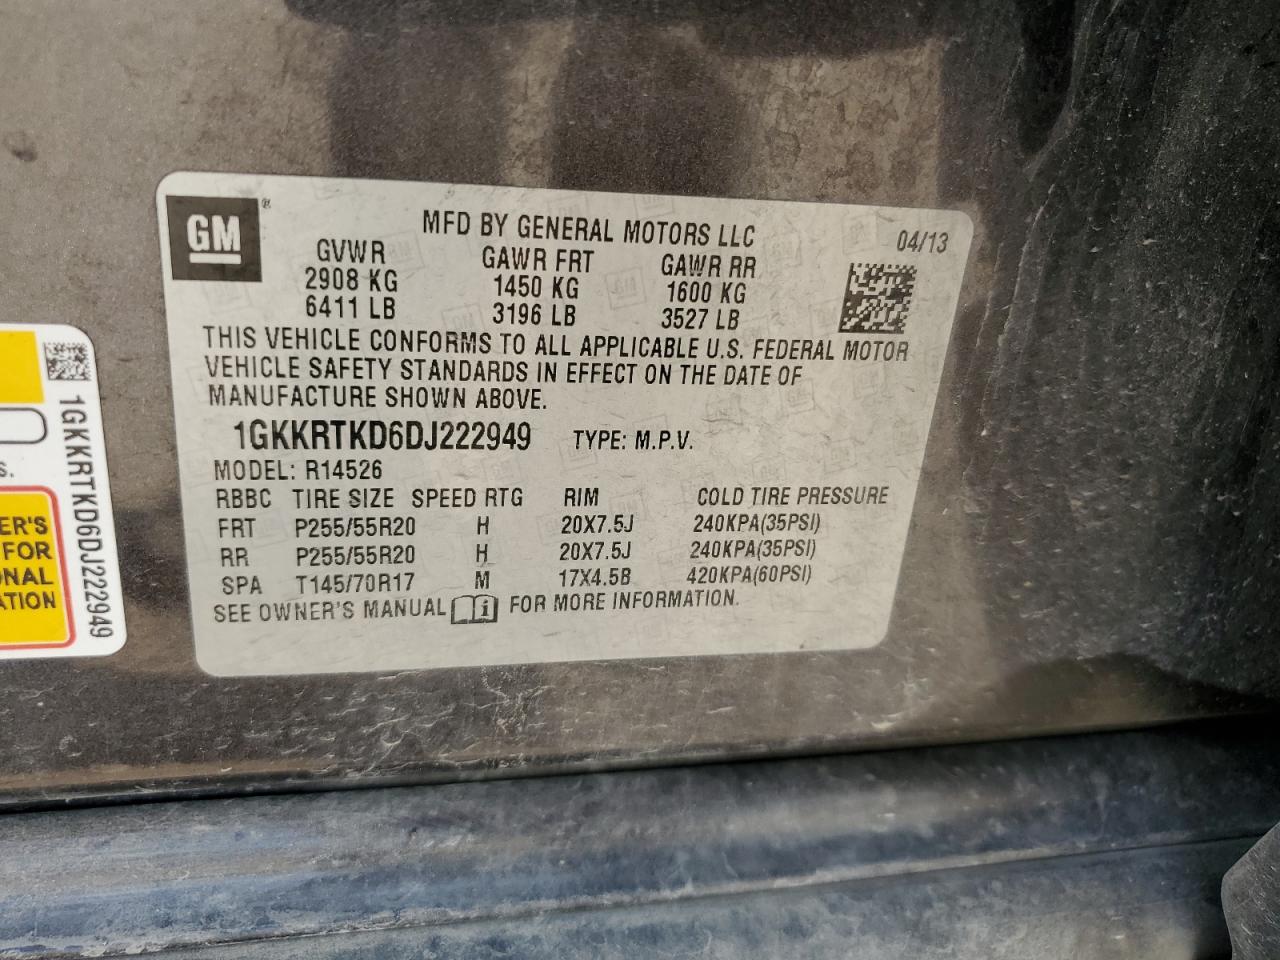 GM ®
MFD BY GENERAL MOTORS LLC
04/13
GVWR GAWR FRT GAWR RR
2908 KG 1450 KG 1600 KG
6411 LB 3196 LB 3527 LB
THIS VEHICLE CONFORMS TO ALL APPLICABLE U.S. FEDERAL MOTOR
VEHICLE SAFETY STANDARDS IN EFFECT ON THE DATE OF
MANUFACTURE SHOWN ABOVE.
1GKKRTKD6DJ222949 TYPE: M.P.V.
MODEL: R14526
RBBC TIRE SIZE SPEED RTG RIM COLD TIRE PRESSURE
FRT P255/55R20 H 20X7.5J 240KPA(35PSI)
RR P255/55R20 H 20X7.5J 240KPA(35PSI)
SPA T145/70R17 M 17X4.5B 420KPA(60PSI)
SEE OWNER'S MANUAL i FOR MORE INFORMATION.
1GKKRTKD6DJ222949
S.
ER'S
FOR
ONAL
ATION